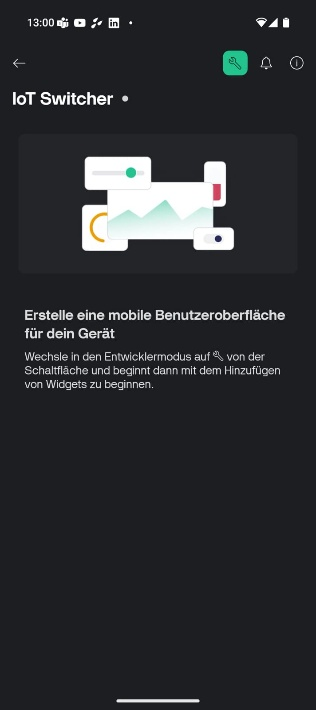 13:00
IoT Switcher
Erstelle eine mobile Benutzeroberfläche
für dein Gerät
Wechsle in den Entwicklermodus auf von der
Schaltfläche und beginnt dann mit dem Hinzufügen
von Widgets zu beginnen.